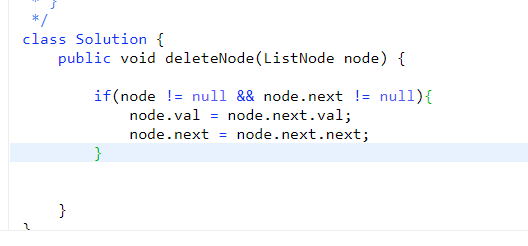 * }
*/
class Solution {
public void deleteNode(ListNode node) {
if(node != null && node.next != null){
node.val = node.next.val;
node.next = node.next.next;
}
}
}